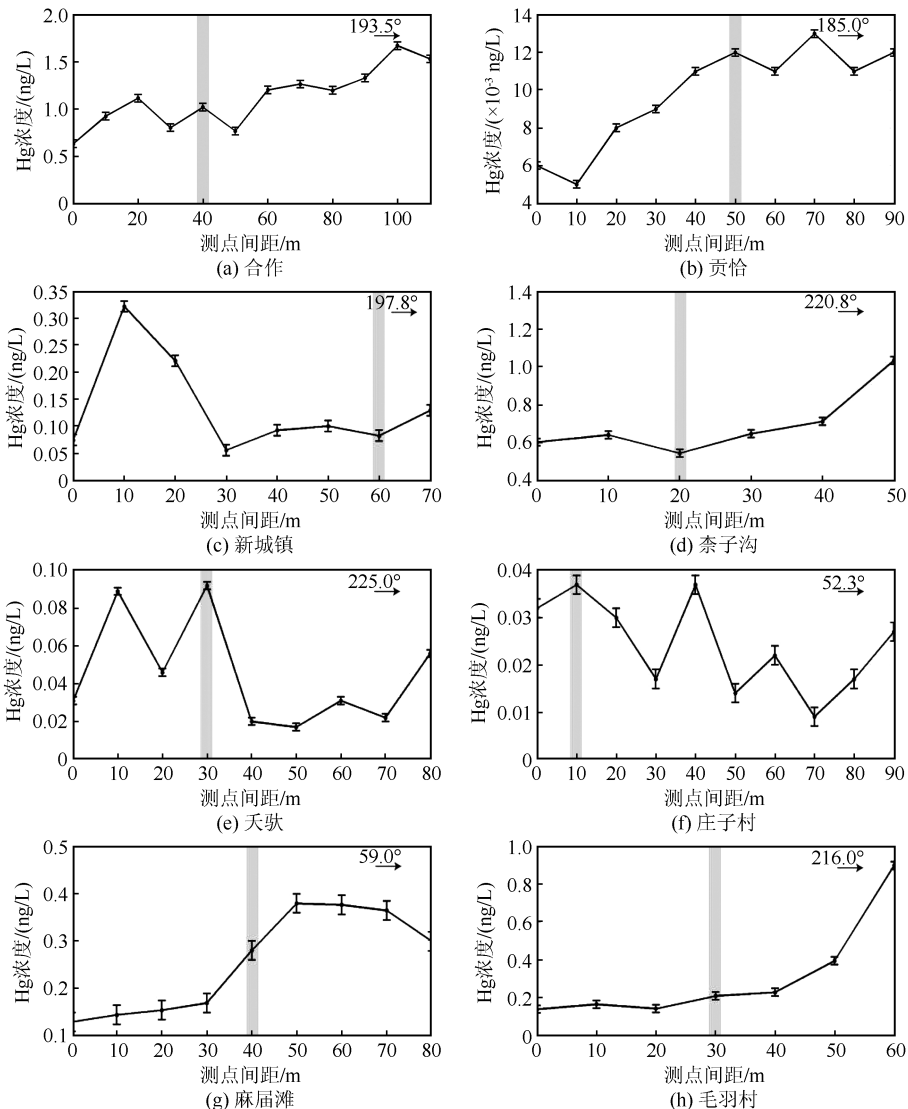 193.5°
Hg浓度/(ng/L)
2.0
1.5
1.0
0.5
0
0 20 40 60 80 100
测点间距/m
(a) 合作
185.0°
Hg浓度/(×10⁻³ ng/L)
14
12
10
8
6
4
0 10 20 30 40 50 60 70 80 90
测点间距/m
(b) 贡恰
197.8°
Hg浓度/(ng/L)
0.35
0.30
0.25
0.20
0.15
0.10
0.05
0
0 10 20 30 40 50 60 70
测点间距/m
(c) 新城镇
220.8°
Hg浓度/(ng/L)
1.4
1.2
1.0
0.8
0.6
0.4
0 10 20 30 40 50
测点间距/m
(d) 柰子沟
225.0°
Hg浓度/(ng/L)
0.10
0.08
0.06
0.04
0.02
0
0 10 20 30 40 50 60 70 80
测点间距/m
(e) 夭驮
52.3°
Hg浓度/(ng/L)
0.04
0.03
0.02
0.01
0
0 10 20 30 40 50 60 70 80 90
测点间距/m
(f) 庄子村
59.0°
Hg浓度/(ng/L)
0.5
0.4
0.3
0.2
0.1
0 10 20 30 40 50 60 70 80
测点间距/m
(g) 麻届滩
216.0°
Hg浓度/(ng/L)
1.0
0.8
0.6
0.4
0.2
0
0 10 20 30 40 50 60
测点间距/m
(h) 毛羽村